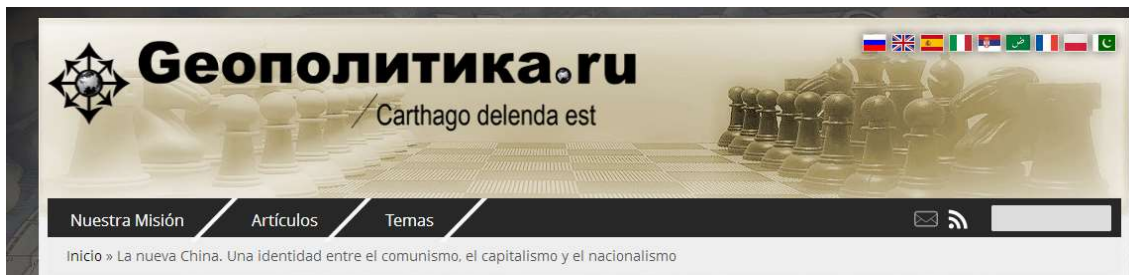 Geополитика.ru
Carthago delenda est
ض
Nuestra Misión Artículos Temas
Inicio » La nueva China. Una identidad entre el comunismo, el capitalismo y el nacionalismo